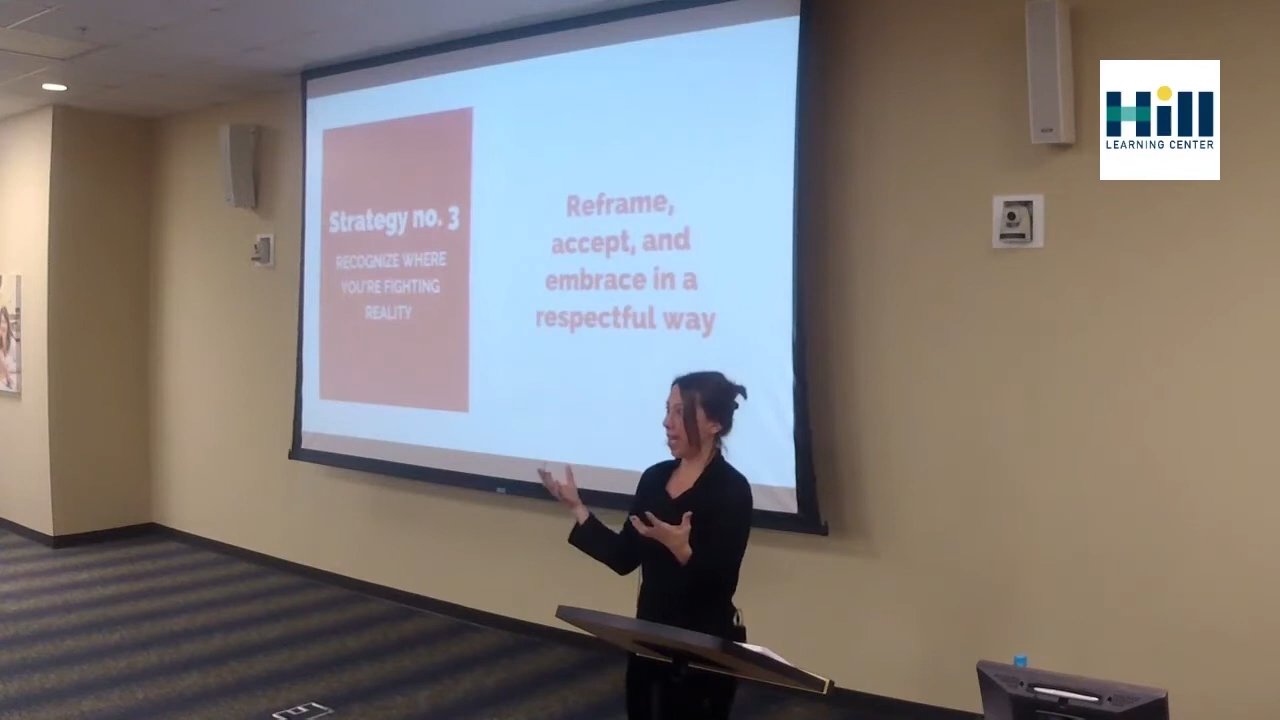 Strategy no. 3
RECOGNIZE WHERE
YOU'RE FIGHTING
REALITY
Reframe,
accept, and
embrace in a
respectful way
Hill
LEARNING CENTER